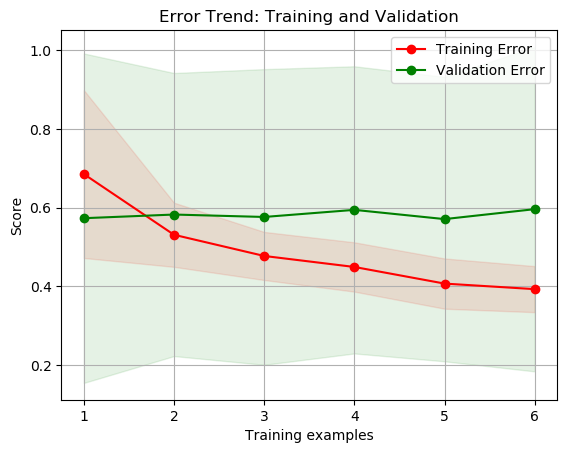 Error Trend: Training and Validation
Training Error
Validation Error
Score
1.0
0.8
0.6
0.4
0.2
1 2 3 4 5 6
Training examples